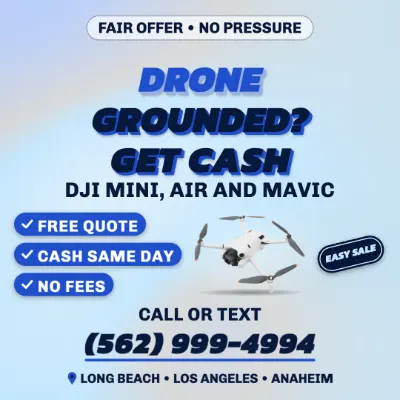 FAIR OFFER • NO PRESSURE
DRONE
GROUNDED?
GET CASH
DJI MINI, AIR AND MAVIC
FREE QUOTE
CASH SAME DAY
NO FEES
EASY SALE
CALL OR TEXT
(562) 999-4994
LONG BEACH • LOS ANGELES • ANAHEIM